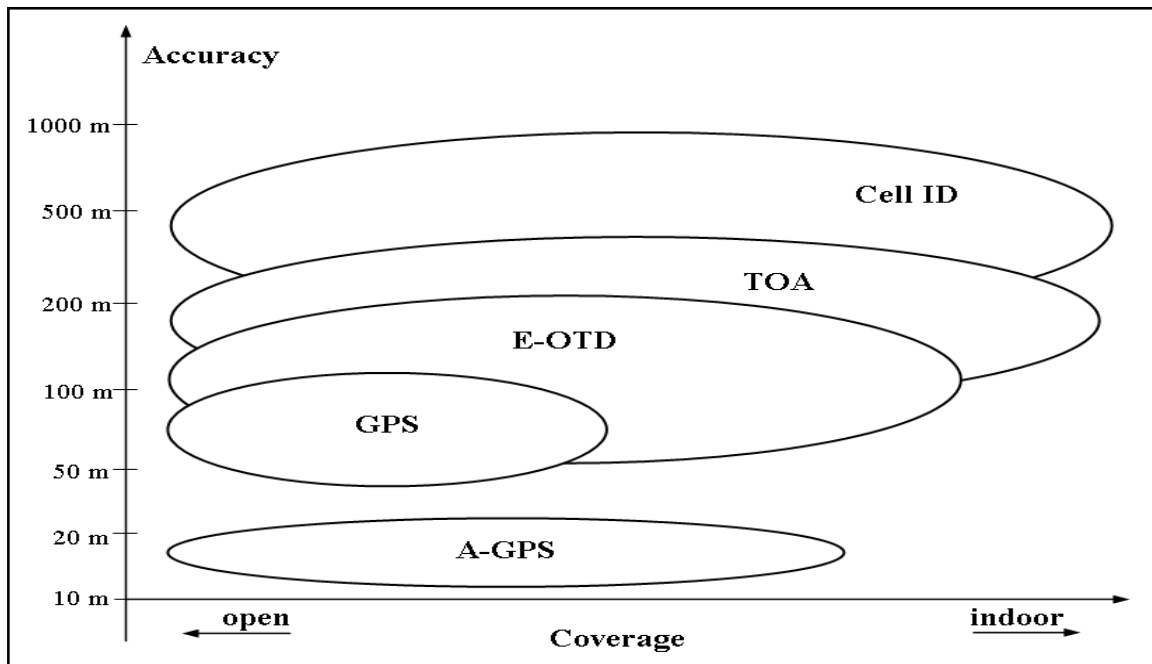 Accuracy
1000 m
Cell ID
500 m
TOA
200 m
E-OTD
100 m
GPS
50 m
20 m
A-GPS
10 m
open
indoor
Coverage